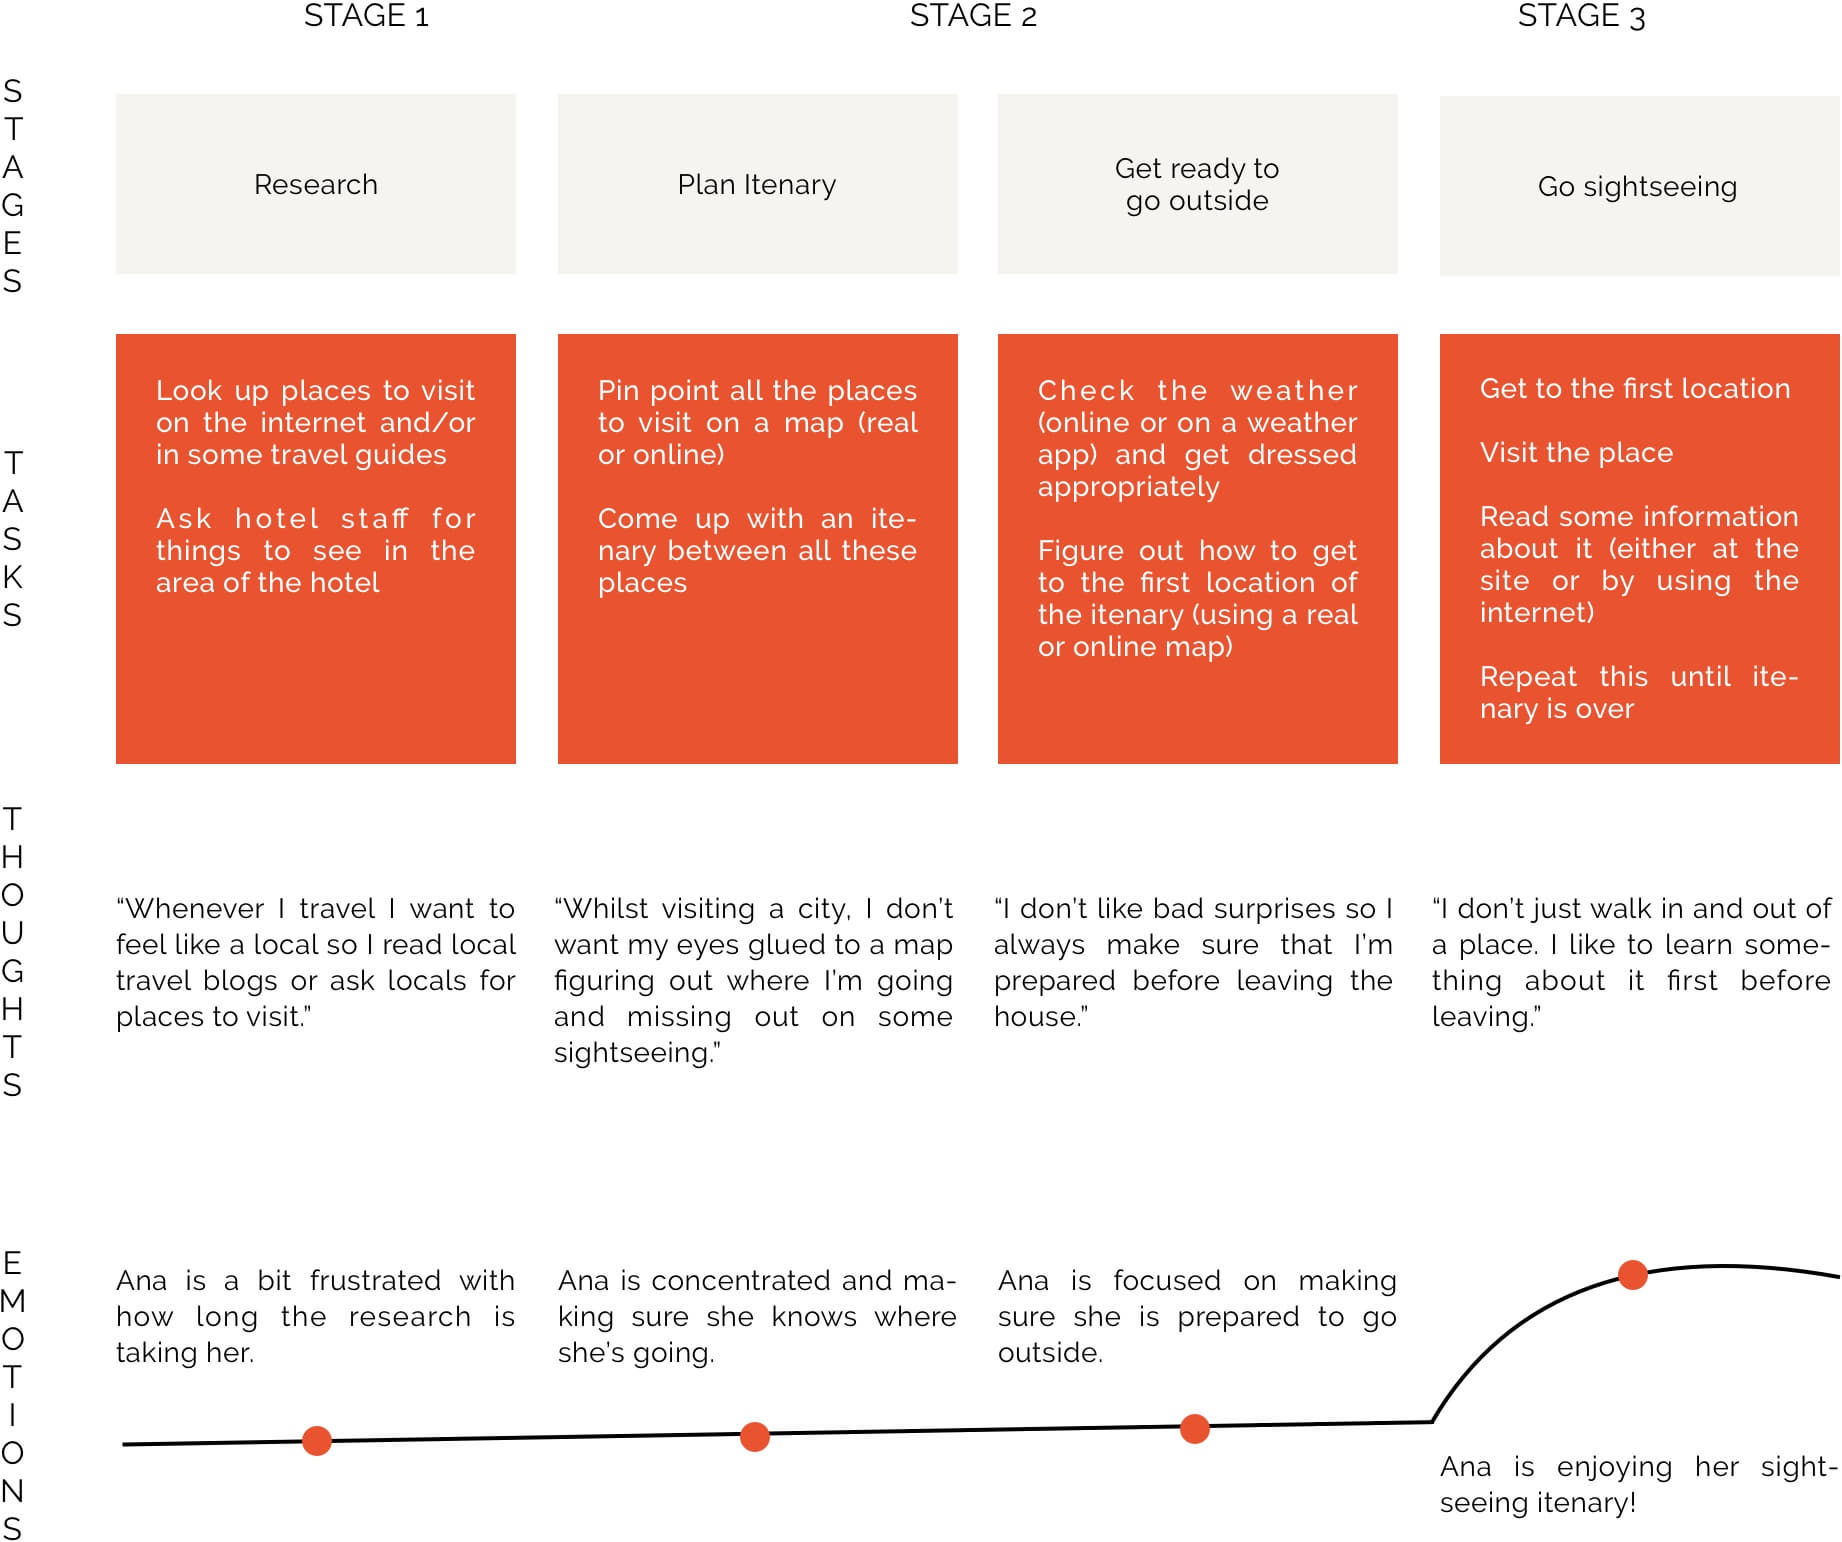 STAGE 1
STAGE 2
STAGE 3
STAGES
Research
Plan Itenary
Get ready to
go outside
Go sightseeing
TASKS
Look up places to visit
on the internet and/or
in some travel guides
Ask hotel staff for
things to see in the
area of the hotel
Pin point all the places
to visit on a map (real
or online)
Come up with an ite-
nary between all these
places
Check the weather
(online or on a weather
app) and get dressed
appropriately
Figure out how to get
to the first location of
the itenary (using a real
or online map)
Get to the first location
Visit the place
Read some information
about it (either at the
site or by using the
internet)
Repeat this until ite-
nary is over
THOUGHTS
“Whenever I travel I want to
feel like a local so I read local
travel blogs or ask locals for
places to visit.”
“Whilst visiting a city, I don’t
want my eyes glued to a map
figuring out where I’m going
and missing out on some
sightseeing.”
“I don’t like bad surprises so I
always make sure that I’m
prepared before leaving the
house.”
“I don’t just walk in and out of
a place. I like to learn some-
thing about it first before
leaving.”
EMOTIONS
Ana is a bit frustrated with
how long the research is
taking her.
Ana is concentrated and ma-
king sure she knows where
she’s going.
Ana is focused on making
sure she is prepared to go
outside.
Ana is enjoying her sight-
seeing itenary!